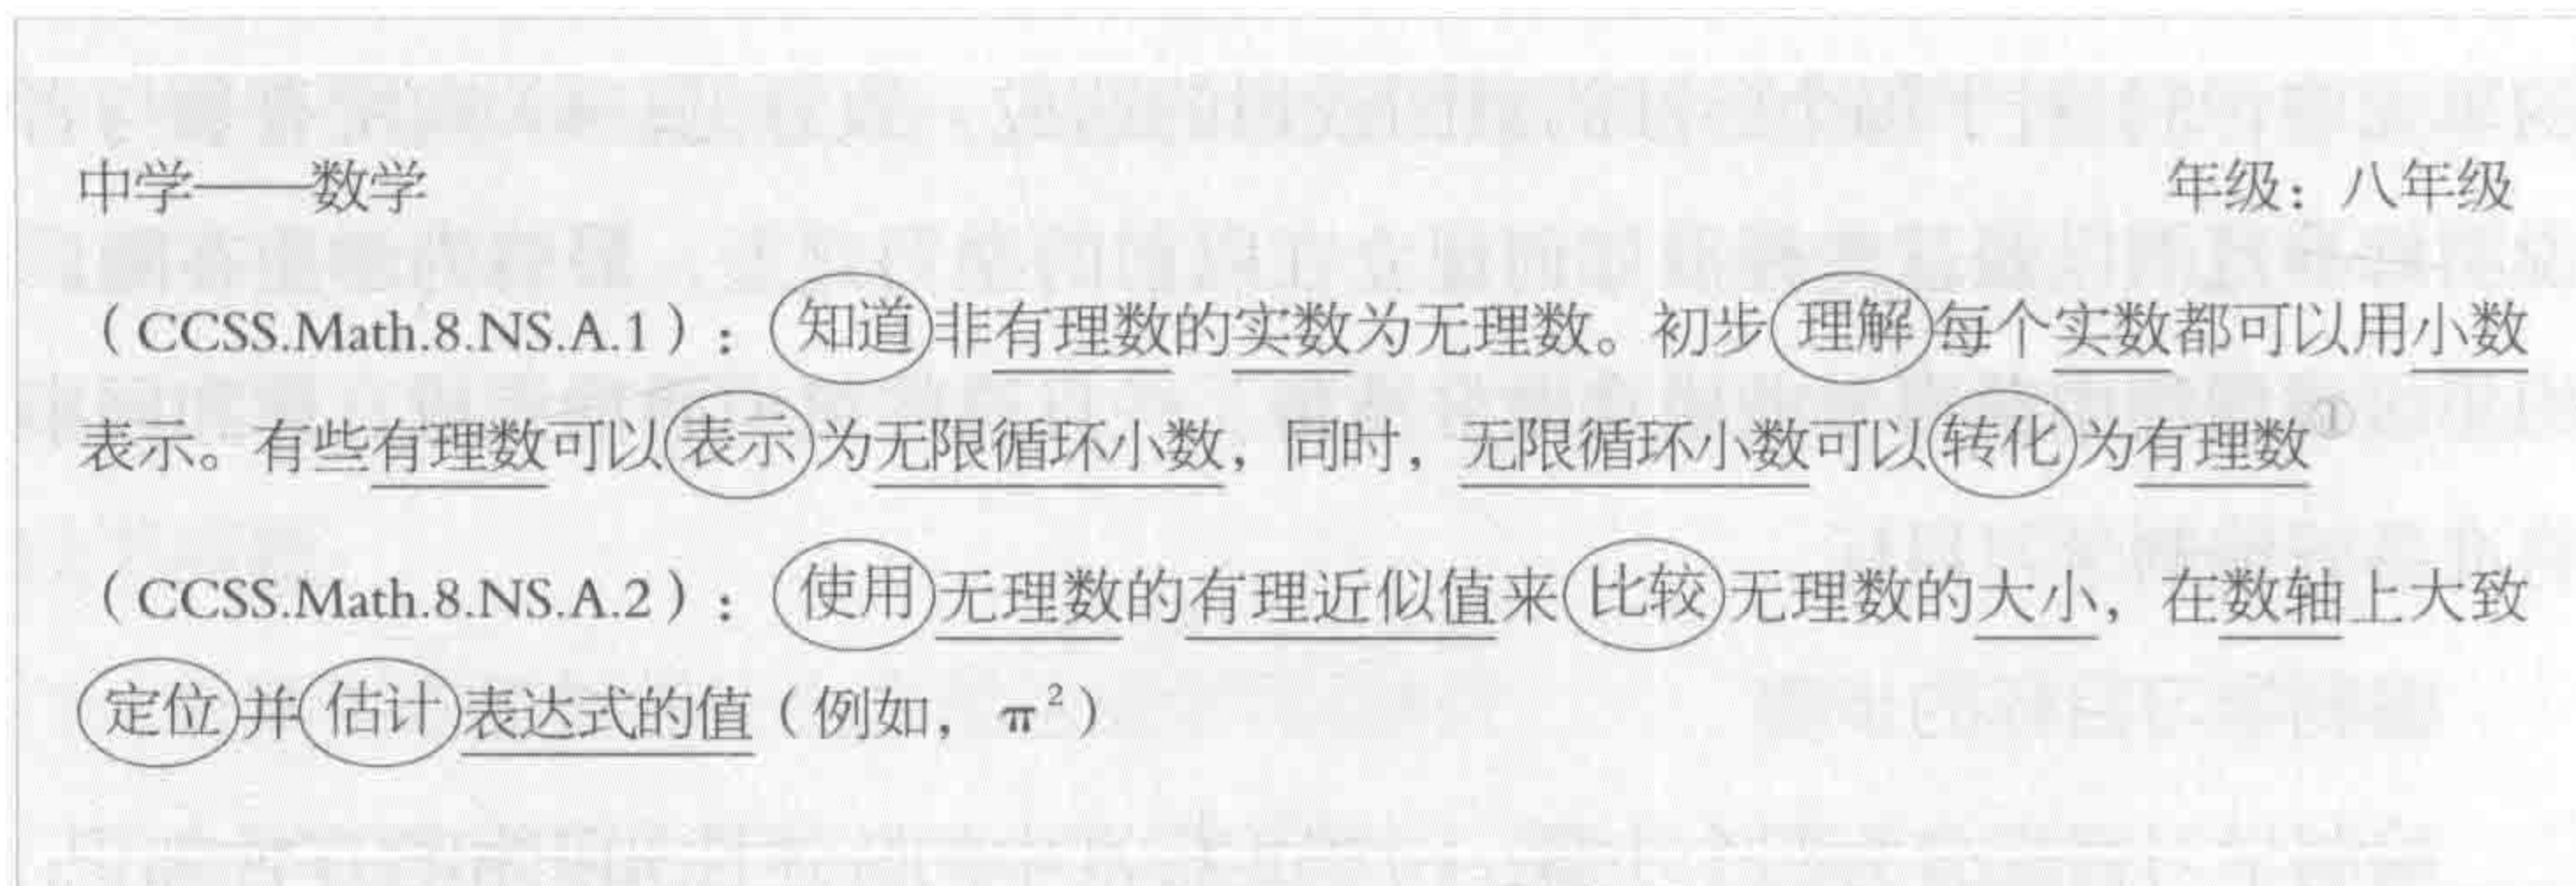 中学——数学 年级：八年级
（CCSS.Math.8.NS.A.1）：知道非有理数的实数为无理数。初步理解每个实数都可以用小数
表示。有些有理数可以表示为无限循环小数，同时，无限循环小数可以转化为有理数①
（CCSS.Math.8.NS.A.2）：使用无理数的有理近似值来比较无理数的大小，在数轴上大致
定位并估计表达式的值（例如，π²）